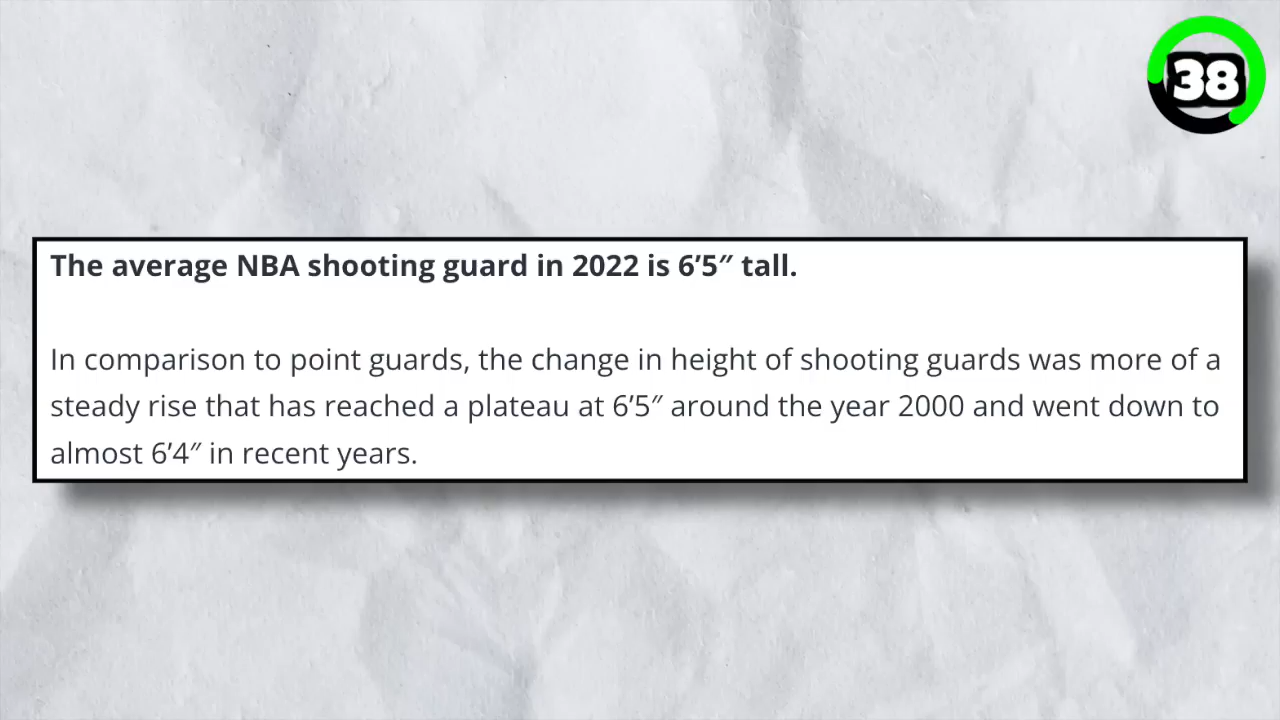 38
The average NBA shooting guard in 2022 is 6′5″ tall.
In comparison to point guards, the change in height of shooting guards was more of a
steady rise that has reached a plateau at 6′5″ around the year 2000 and went down to
almost 6′4″ in recent years.